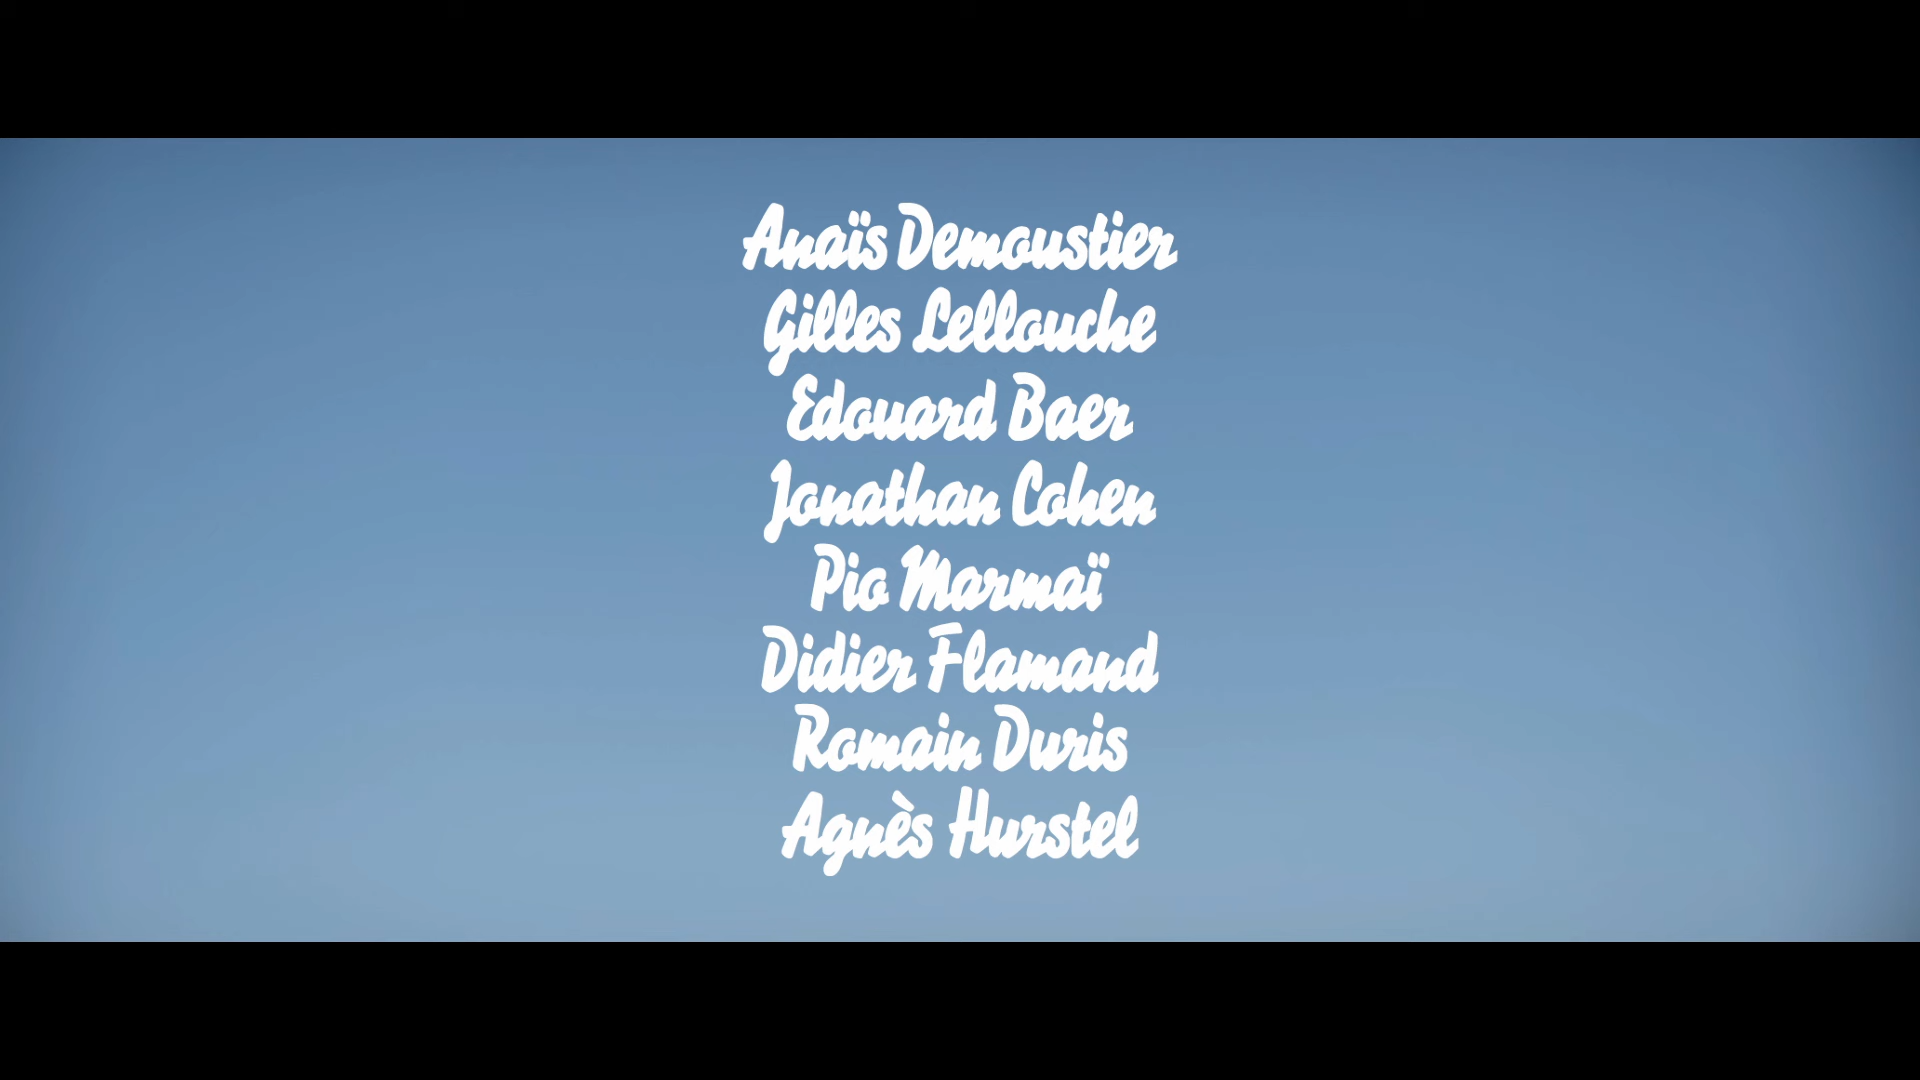 Anaïs Demoustier
Gilles Lellouche
Edouard Baer
Jonathan Cohen
Pio Marmaï
Didier Flamand
Romain Duris
Agnès Hurstel